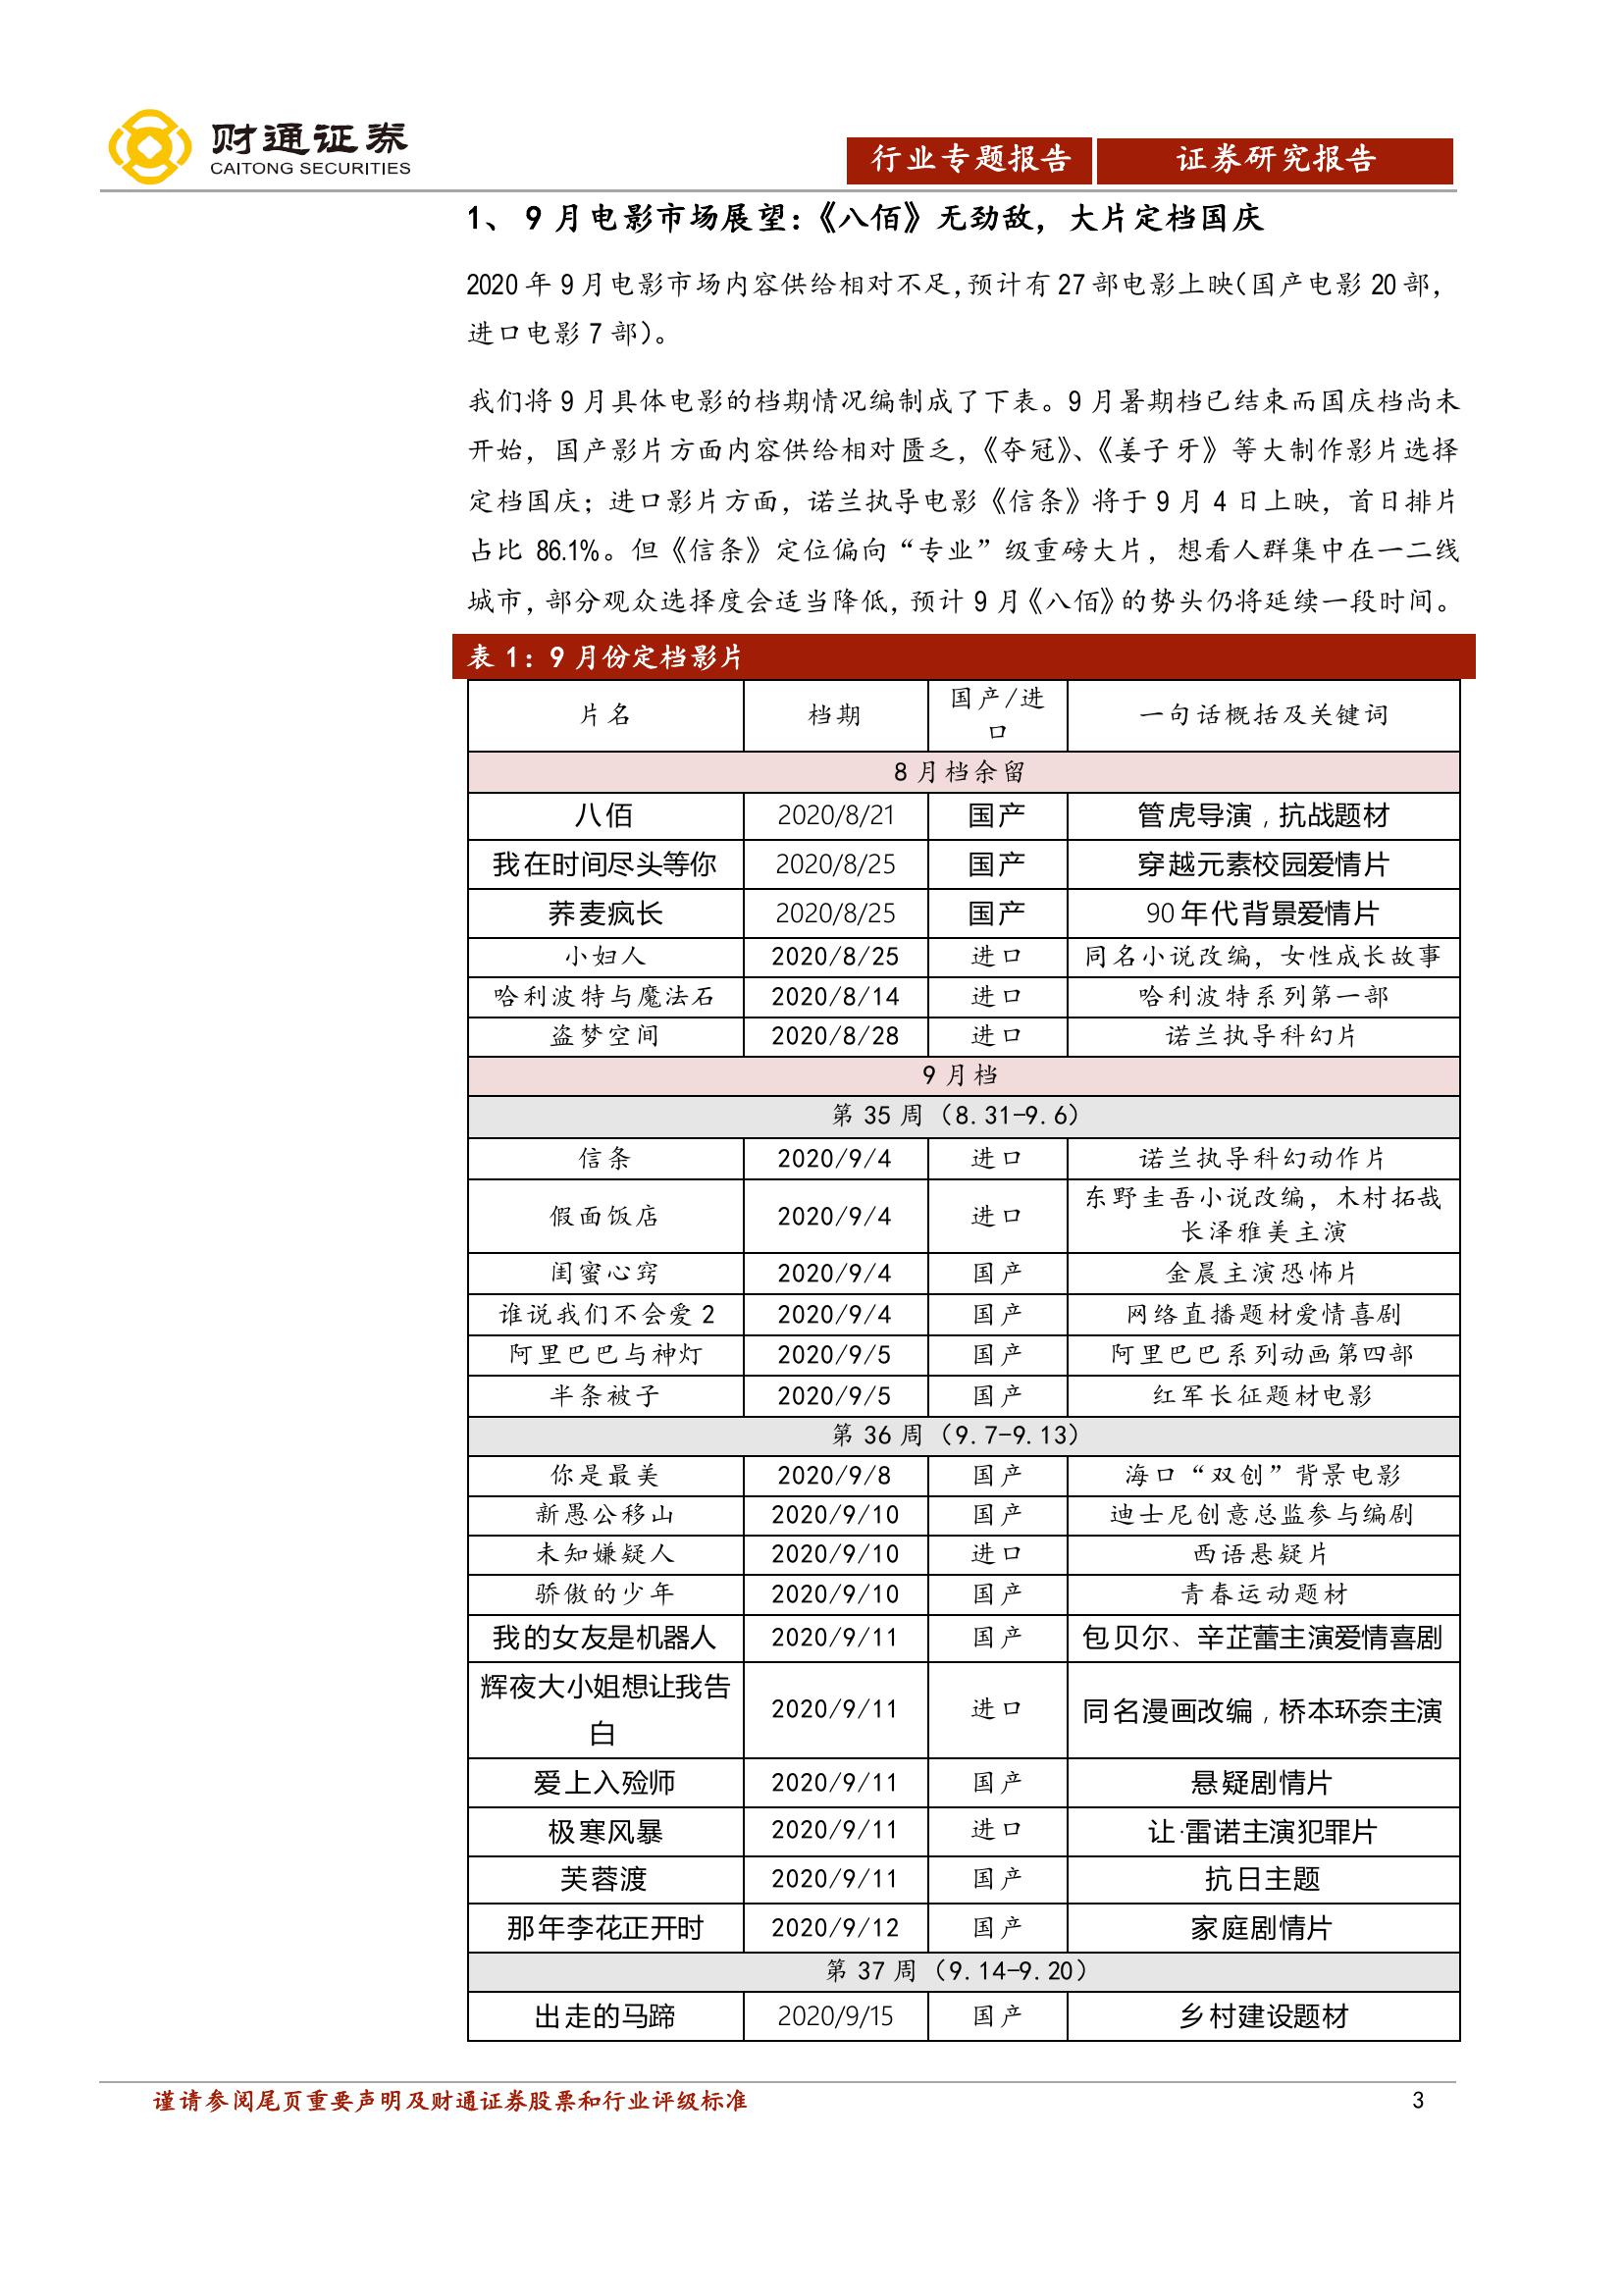 财通证券
CAITONG SECURITIES
行业专题报告 证券研究报告
1、 9 月电影市场展望：《八佰》无劲敌，大片定档国庆
2020 年 9 月电影市场内容供给相对不足，预计有 27 部电影上映（国产电影 20 部，
进口电影 7 部）。
我们将 9 月具体电影的档期情况编制成了下表。9 月暑期档已结束而国庆档尚未
开始，国产影片方面内容供给相对匮乏，《夺冠》、《姜子牙》等大制作影片选择
定档国庆；进口影片方面，诺兰执导电影《信条》将于 9 月 4 日上映，首日排片
占比 86.1%。但《信条》定位偏向“专业”级重磅大片，想看人群集中在一二线
城市，部分观众选择度会适当降低，预计 9 月《八佰》的势头仍将延续一段时间。
表 1：9 月份定档影片
片名 档期 国产/进口 一句话概括及关键词
8 月档余留
八佰 2020/8/21 国产 管虎导演，抗战题材
我在时间尽头等你 2020/8/25 国产 穿越元素校园爱情片
荞麦疯长 2020/8/25 国产 90 年代背景爱情片
小妇人 2020/8/25 进口 同名小说改编，女性成长故事
哈利波特与魔法石 2020/8/14 进口 哈利波特系列第一部
盗梦空间 2020/8/28 进口 诺兰执导科幻片
9 月档
第 35 周（8.31-9.6）
信条 2020/9/4 进口 诺兰执导科幻动作片
假面饭店 2020/9/4 进口 东野圭吾小说改编，木村拓哉
长泽雅美主演
闺蜜心窍 2020/9/4 国产 金晨主演恐怖片
谁说我们不会爱 2 2020/9/4 国产 网络直播题材爱情喜剧
阿里巴巴与神灯 2020/9/5 国产 阿里巴巴系列动画第四部
半条被子 2020/9/5 国产 红军长征题材电影
第 36 周（9.7-9.13）
你是最美 2020/9/8 国产 海口“双创”背景电影
新愚公移山 2020/9/10 国产 迪士尼创意总监参与编剧
未知嫌疑人 2020/9/10 进口 西语悬疑片
骄傲的少年 2020/9/10 国产 青春运动题材
我的女友是机器人 2020/9/11 国产 包贝尔、辛芷蕾主演爱情喜剧
辉夜大小姐想让我告白 2020/9/11 进口 同名漫画改编，桥本环奈主演
爱上入殓师 2020/9/11 国产 悬疑剧情片
极寒风暴 2020/9/11 进口 让·雷诺主演犯罪片
芙蓉渡 2020/9/11 国产 抗日主题
那年李花正开时 2020/9/12 国产 家庭剧情片
第 37 周（9.14-9.20）
出走的马蹄 2020/9/15 国产 乡村建设题材
谨请参阅尾页重要声明及财通证券股票和行业评级标准 3